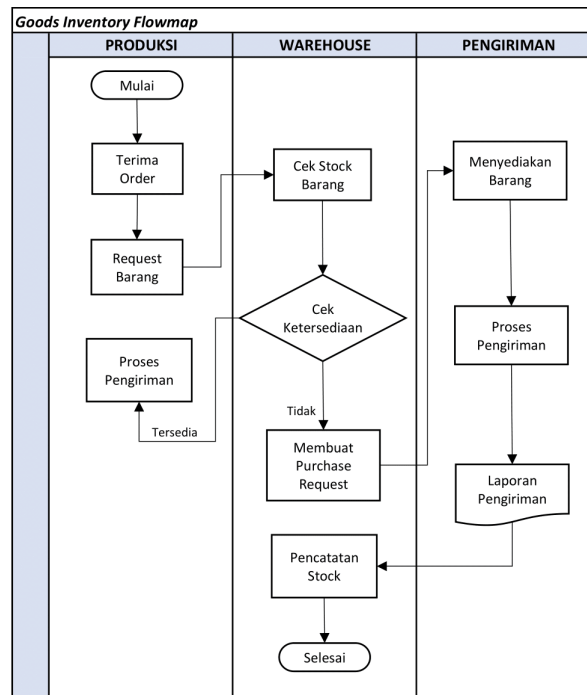 Goods Inventory Flowmap
PRODUKSI
WAREHOUSE
PENGIRIMAN
Mulai
Terima
Order
Request
Barang
Proses
Pengiriman
Tersedia
Cek Stock
Barang
Cek
Ketersediaan
Tidak
Membuat
Purchase
Request
Pencatatan
Stock
Selesai
Menyediakan
Barang
Proses
Pengiriman
Laporan
Pengiriman